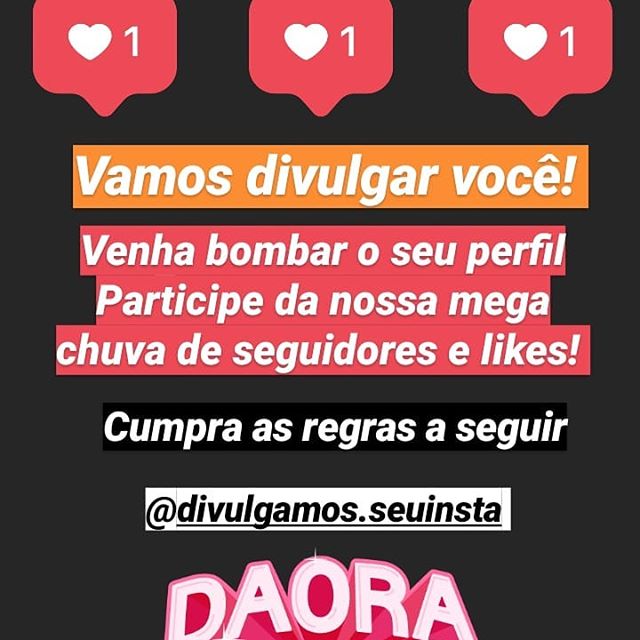 1 1 1
Vamos divulgar você!
Venha bombar o seu perfil
Participe da nossa mega
chuva de seguidores e likes!
Cumpra as regras a seguir
@divulgamos.seuinsta
DAORA